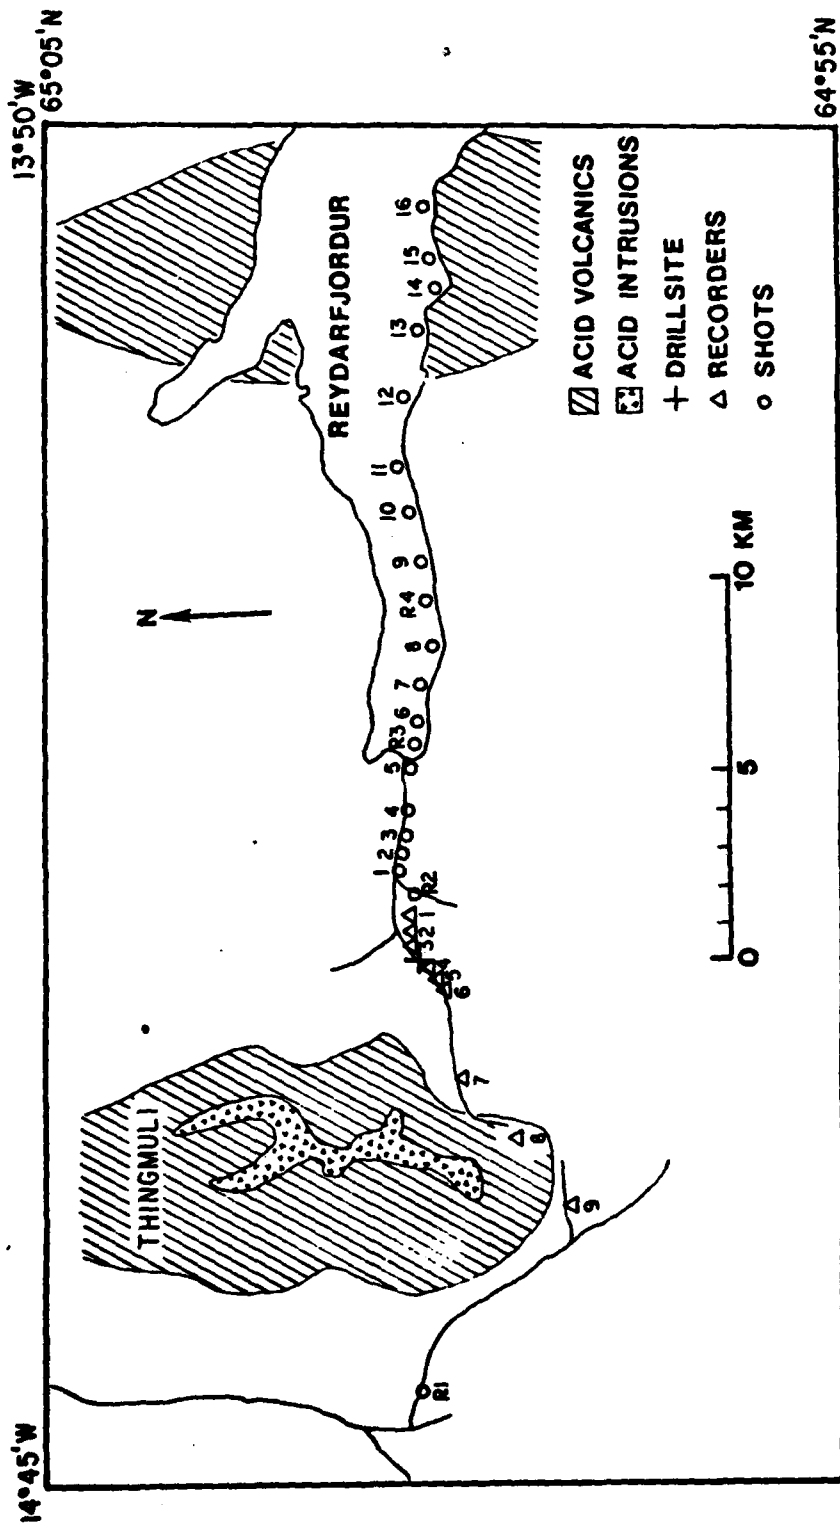 14°45'W
13°50'W
65°05'N
64°55'N
N
THINGMULI
REYDARFJORDUR
R1
9
8
7
6
5
4
3
2
1
R2
1
2
3
4
5
R3
6
7
8
R4
9
10
11
12
13
14
15
16
0
5
10 KM
ACID VOLCANICS
ACID INTRUSIONS
DRILLSITE
RECORDERS
SHOTS